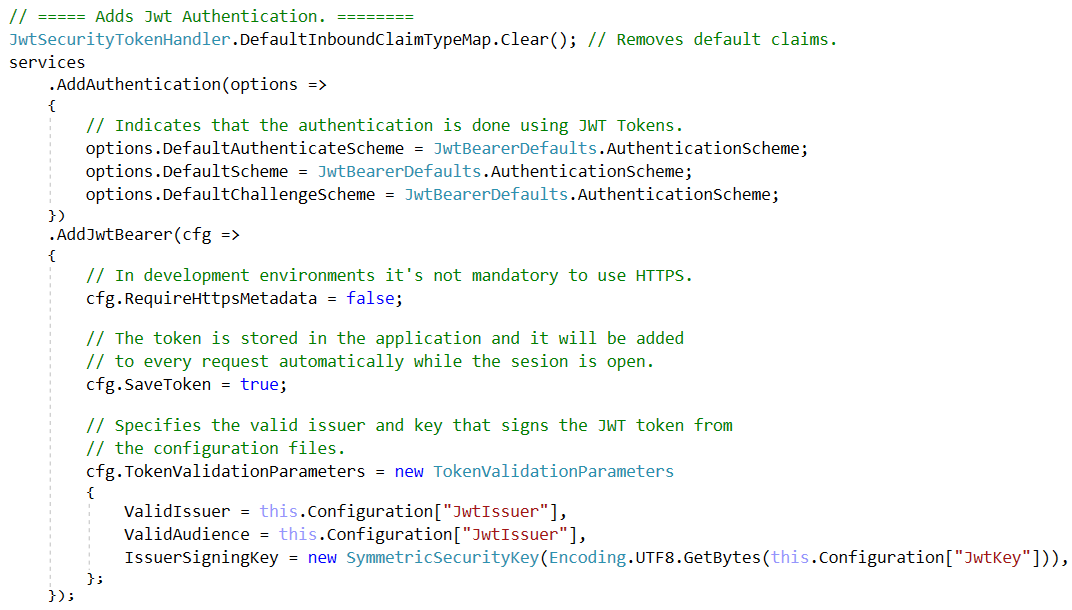 // ===== Adds Jwt Authentication. ========
JwtSecurityTokenHandler.DefaultInboundClaimTypeMap.Clear(); // Removes default claims.
services
    .AddAuthentication(options =>
    {
        // Indicates that the authentication is done using JWT Tokens.
        options.DefaultAuthenticateScheme = JwtBearerDefaults.AuthenticationScheme;
        options.DefaultScheme = JwtBearerDefaults.AuthenticationScheme;
        options.DefaultChallengeScheme = JwtBearerDefaults.AuthenticationScheme;
    })
    .AddJwtBearer(cfg =>
    {
        // In development environments it's not mandatory to use HTTPS.
        cfg.RequireHttpsMetadata = false;

        // The token is stored in the application and it will be added
        // to every request automatically while the sesion is open.
        cfg.SaveToken = true;

        // Specifies the valid issuer and key that signs the JWT token from
        // the configuration files.
        cfg.TokenValidationParameters = new TokenValidationParameters
        {
            ValidIssuer = this.Configuration["JwtIssuer"],
            ValidAudience = this.Configuration["JwtIssuer"],
            IssuerSigningKey = new SymmetricSecurityKey(Encoding.UTF8.GetBytes(this.Configuration["JwtKey"])),
        };
    });